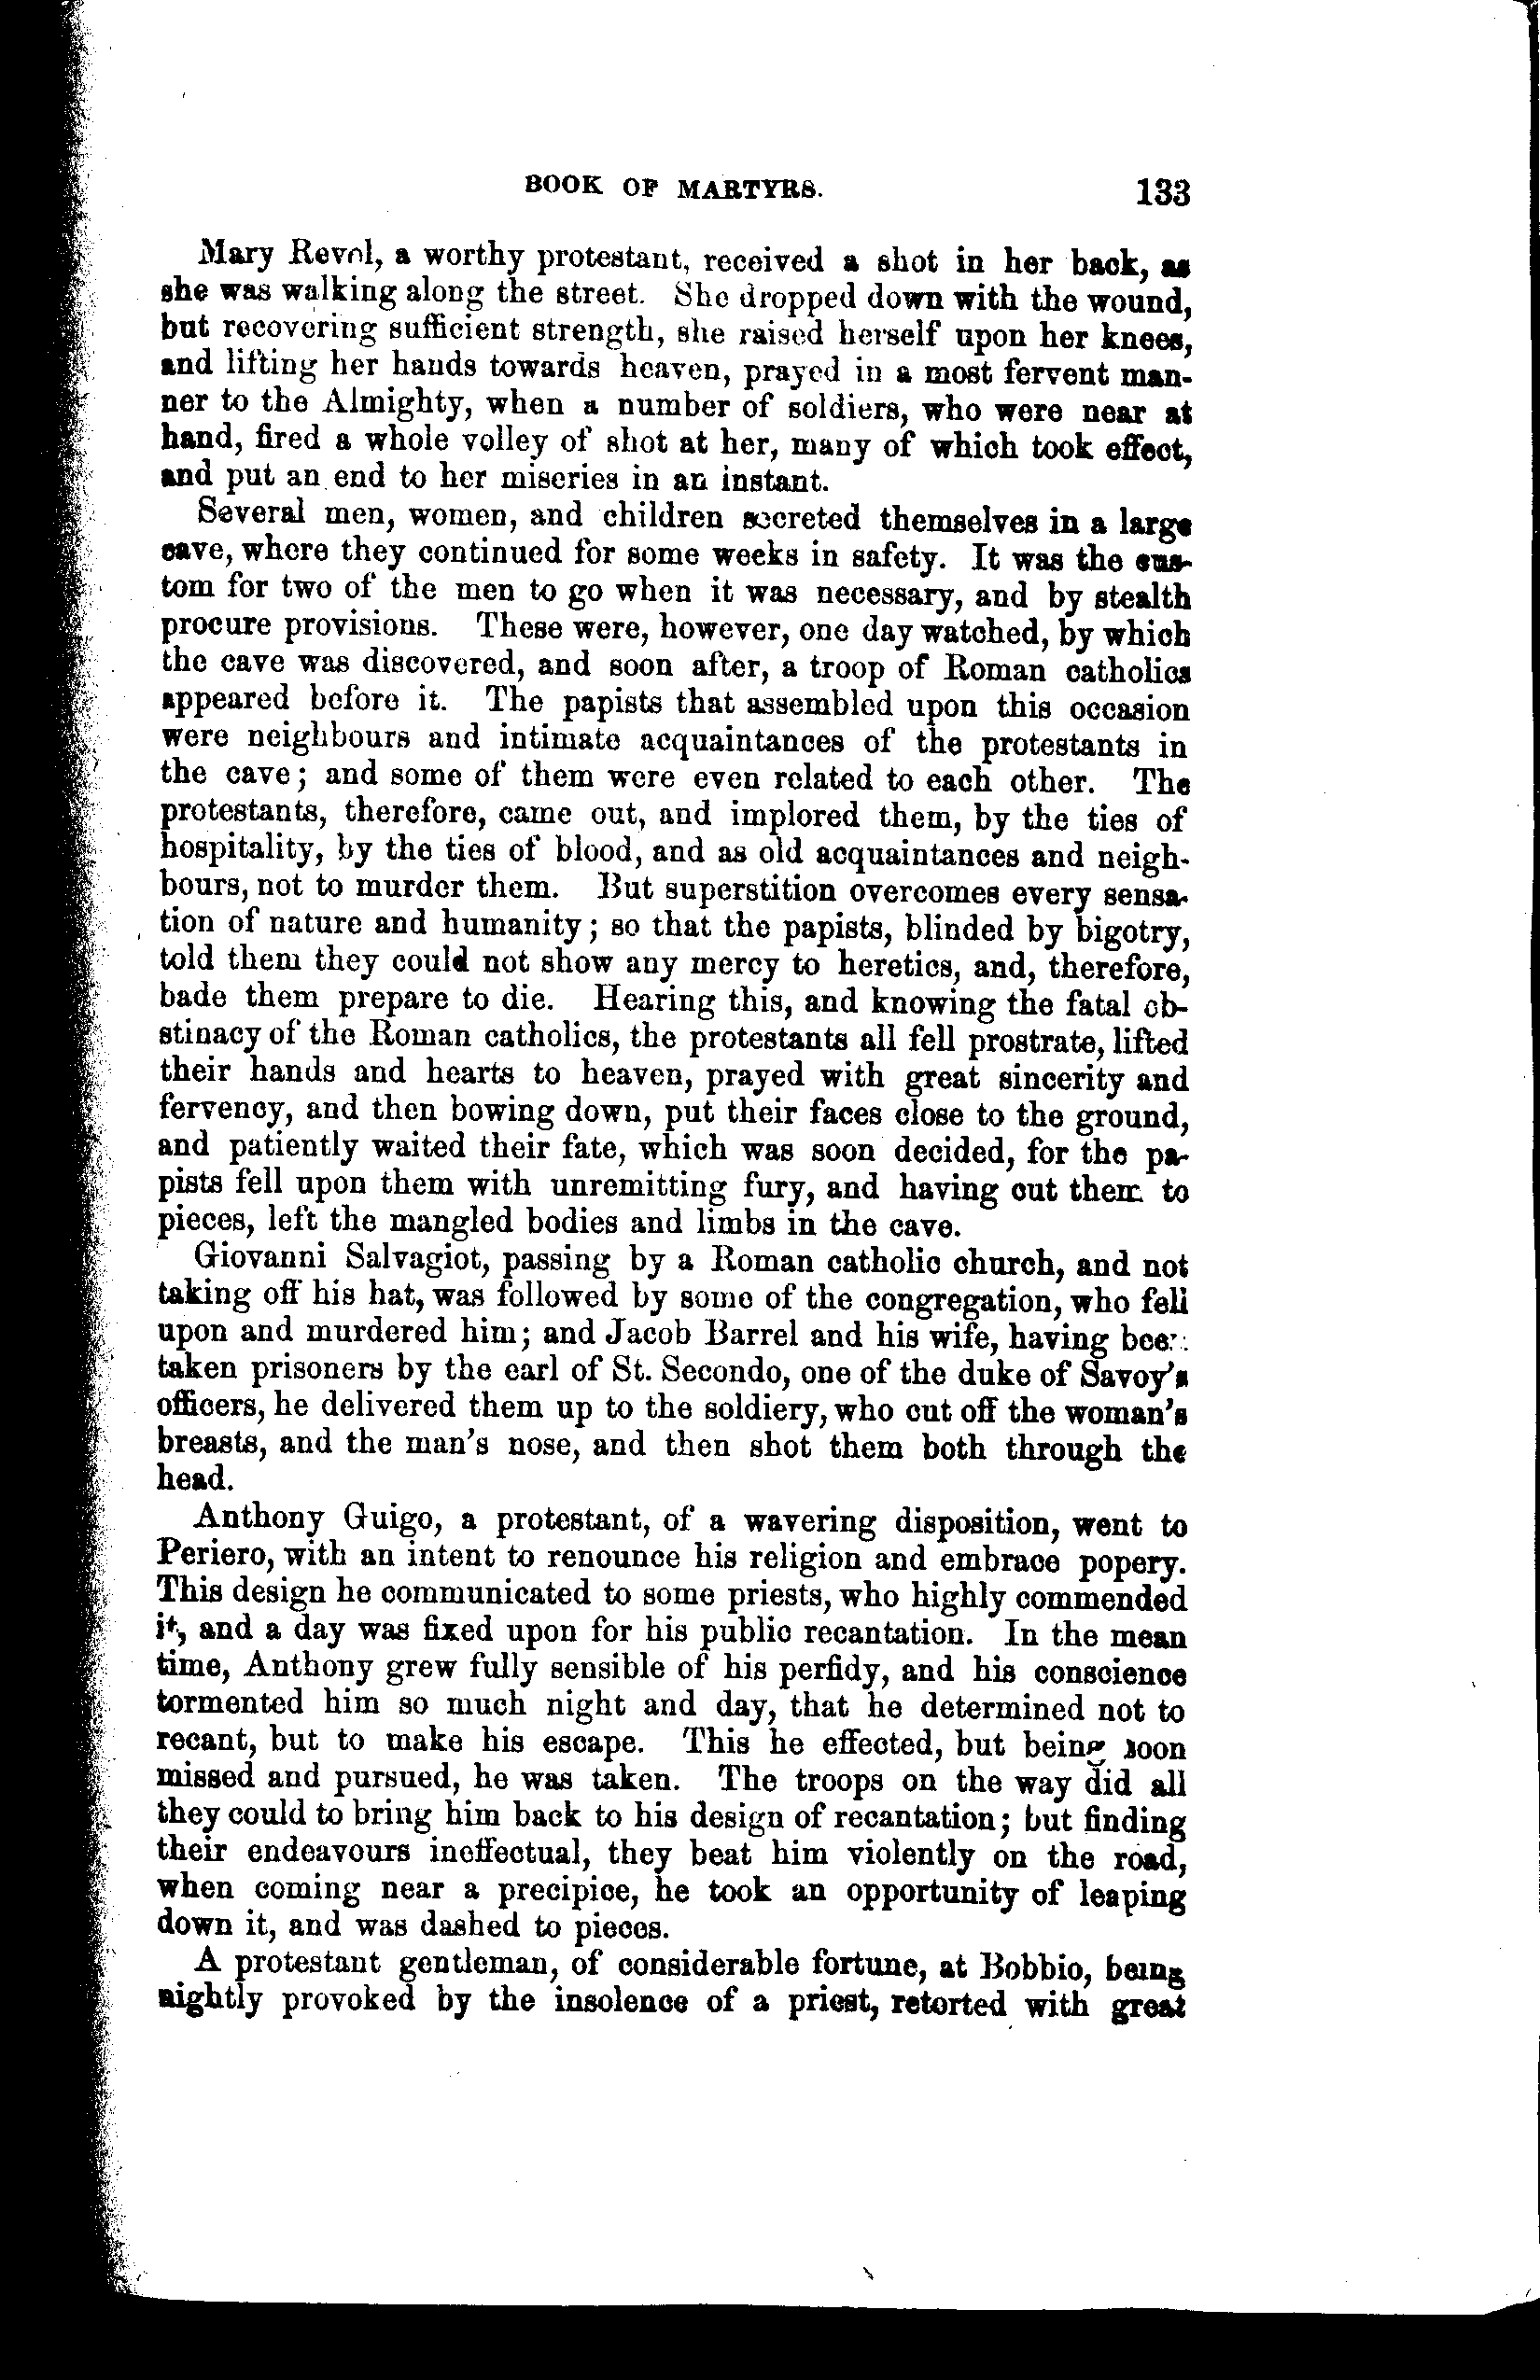 BOOK OF MARTYRS. 133
Mary Revol, a worthy protestant, received a shot in her back, as
she was walking along the street. She dropped down with the wound,
but recovering sufficient strength, she raised herself upon her knees,
and lifting her hands towards heaven, prayed in a most fervent man-
ner to the Almighty, when a number of soldiers, who were near at
hand, fired a whole volley of shot at her, many of which took effect,
and put an end to her miseries in an instant.
Several men, women, and children secreted themselves in a large
cave, where they continued for some weeks in safety. It was the cus-
tom for two of the men to go when it was necessary, and by stealth
procure provisions. These were, however, one day watched, by which
the cave was discovered, and soon after, a troop of Roman catholics
appeared before it. The papists that assembled upon this occasion
were neighbours and intimate acquaintances of the protestants in
the cave; and some of them were even related to each other. The
protestants, therefore, came out, and implored them, by the ties of
hospitality, by the ties of blood, and as old acquaintances and neigh-
bours, not to murder them. But superstition overcomes every sensa-
tion of nature and humanity; so that the papists, blinded by bigotry,
told them they could not show any mercy to heretics, and, therefore,
bade them prepare to die. Hearing this, and knowing the fatal ob-
stinacy of the Roman catholics, the protestants all fell prostrate, lifted
their hands and hearts to heaven, prayed with great sincerity and
fervency, and then bowing down, put their faces close to the ground,
and patiently waited their fate, which was soon decided, for the pa-
pists fell upon them with unremitting fury, and having cut them to
pieces, left the mangled bodies and limbs in the cave.
Giovanni Salvagiot, passing by a Roman catholic church, and not
taking off his hat, was followed by some of the congregation, who fell
upon and murdered him; and Jacob Barrel and his wife, having been
taken prisoners by the earl of St. Secondo, one of the duke of Savoy's
officers, he delivered them up to the soldiery, who cut off the woman's
breasts, and the man's nose, and then shot them both through the
head.
Anthony Guigo, a protestant, of a wavering disposition, went to
Periero, with an intent to renounce his religion and embrace popery.
This design he communicated to some priests, who highly commended
it, and a day was fixed upon for his public recantation. In the mean
time, Anthony grew fully sensible of his perfidy, and his conscience
tormented him so much night and day, that he determined not to
recant, but to make his escape. This he effected, but being soon
missed and pursued, he was taken. The troops on the way did all
they could to bring him back to his design of recantation; but finding
their endeavours ineffectual, they beat him violently on the road,
when coming near a precipice, he took an opportunity of leaping
down it, and was dashed to pieces.
A protestant gentleman, of considerable fortune, at Bobbio, being
nightly provoked by the insolence of a priest, retorted with great